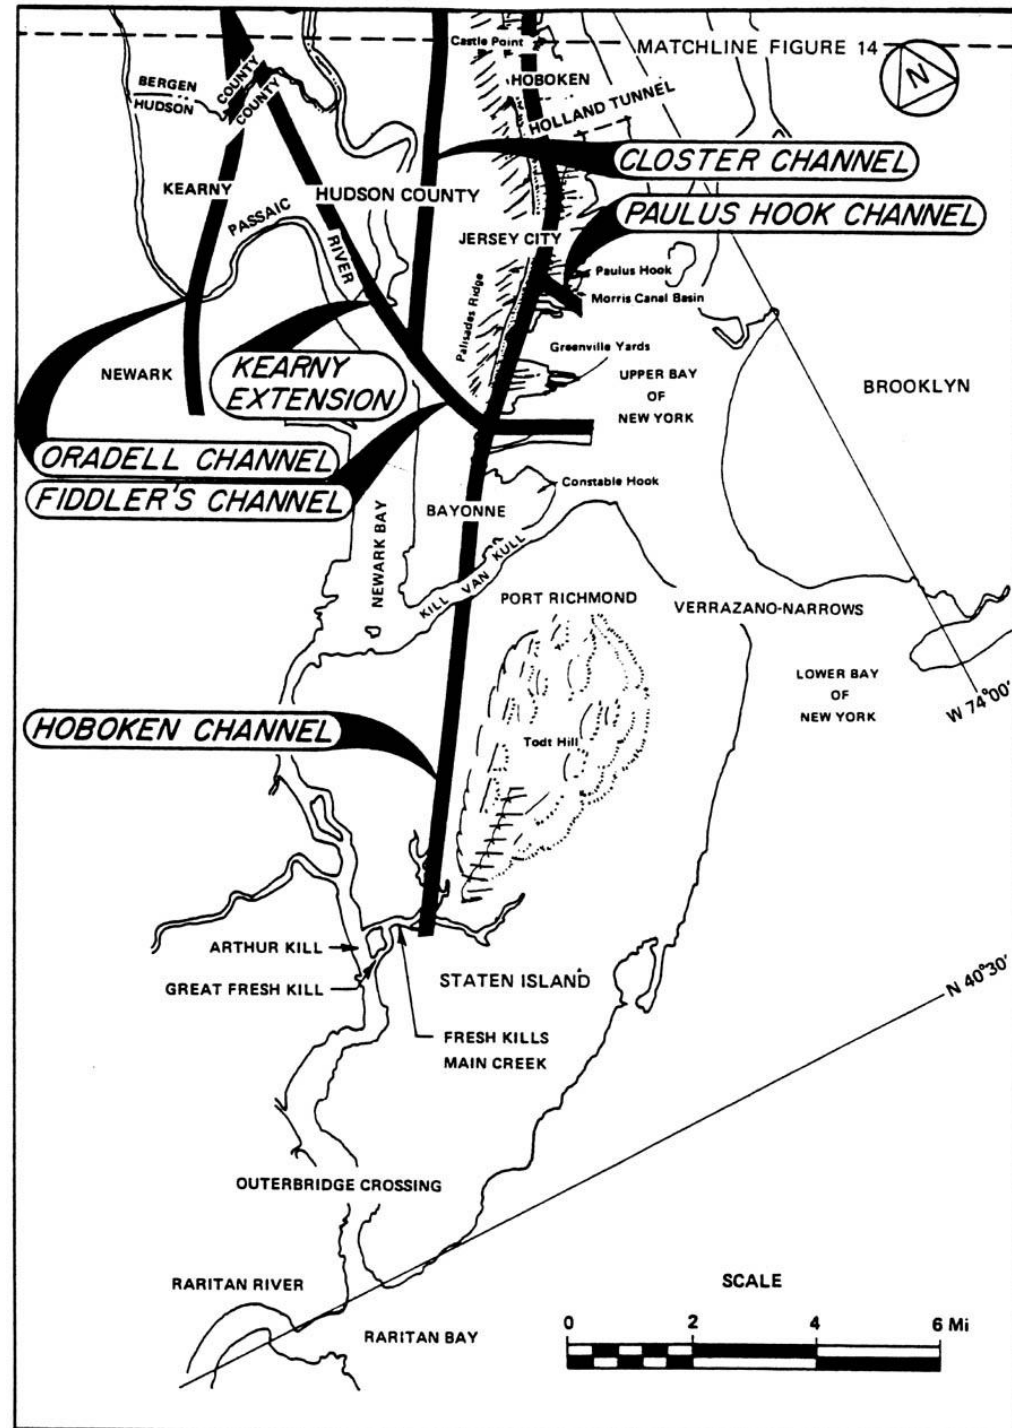 Castle Point
MATCHLINE FIGURE 14
N
HOBOKEN
BERGEN
HUDSON
COUNTY
COUNTY
HOLLAND TUNNEL
CLOSTER CHANNEL
KEARNY
HUDSON COUNTY
PASSAIC
RIVER
PAULUS HOOK CHANNEL
JERSEY CITY
Paulus Hook
Morris Canal Basin
Palisades Ridge
Greenville Yards
NEWARK
KEARNY
EXTENSION
UPPER BAY
OF
NEW YORK
BROOKLYN
ORADELL CHANNEL
FIDDLER'S CHANNEL
Constable Hook
BAYONNE
NEWARK BAY
KILL VAN KULL
PORT RICHMOND
VERRAZANO-NARROWS
LOWER BAY
OF
NEW YORK
W 74°00'
HOBOKEN CHANNEL
Todt Hill
ARTHUR KILL
GREAT FRESH KILL
STATEN ISLAND
N 40°30'
FRESH KILLS
MAIN CREEK
OUTERBRIDGE CROSSING
RARITAN RIVER
RARITAN BAY
SCALE
0 2 4 6 Mi